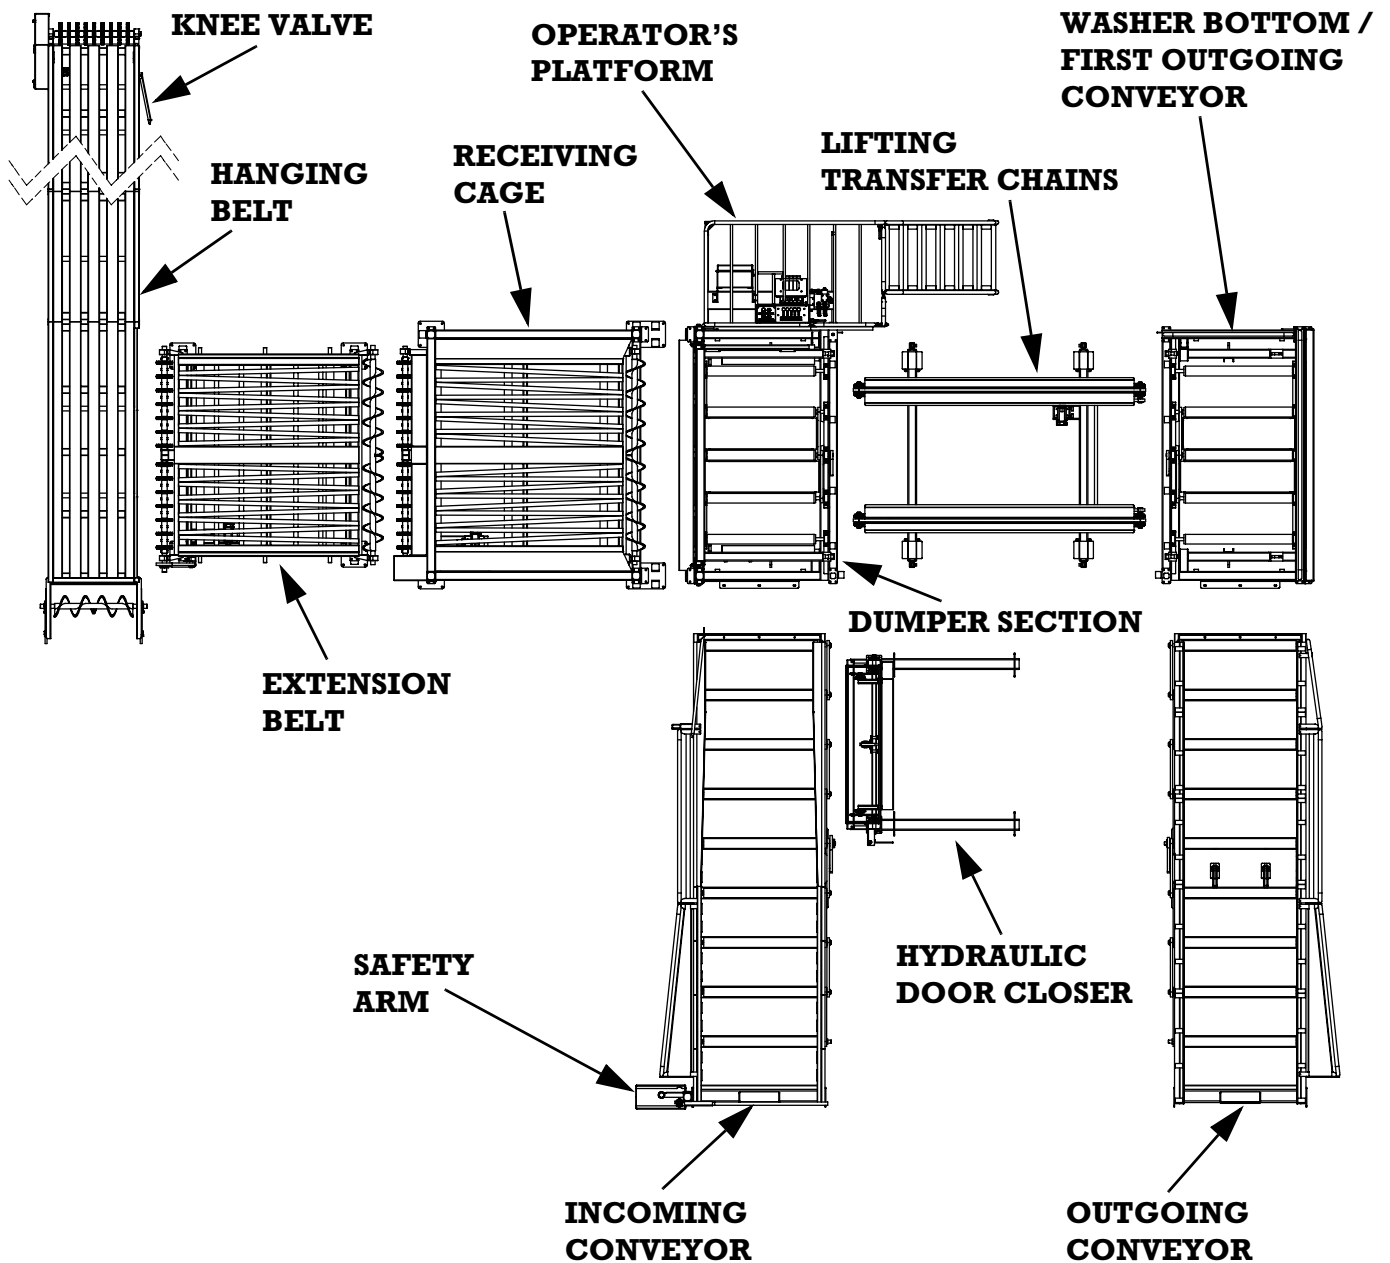 KNEE VALVE
OPERATOR’S
PLATFORM
WASHER BOTTOM /
FIRST OUTGOING
CONVEYOR
HANGING
BELT
RECEIVING
CAGE
LIFTING
TRANSFER CHAINS
DUMPER SECTION
EXTENSION
BELT
SAFETY
ARM
HYDRAULIC
DOOR CLOSER
INCOMING
CONVEYOR
OUTGOING
CONVEYOR